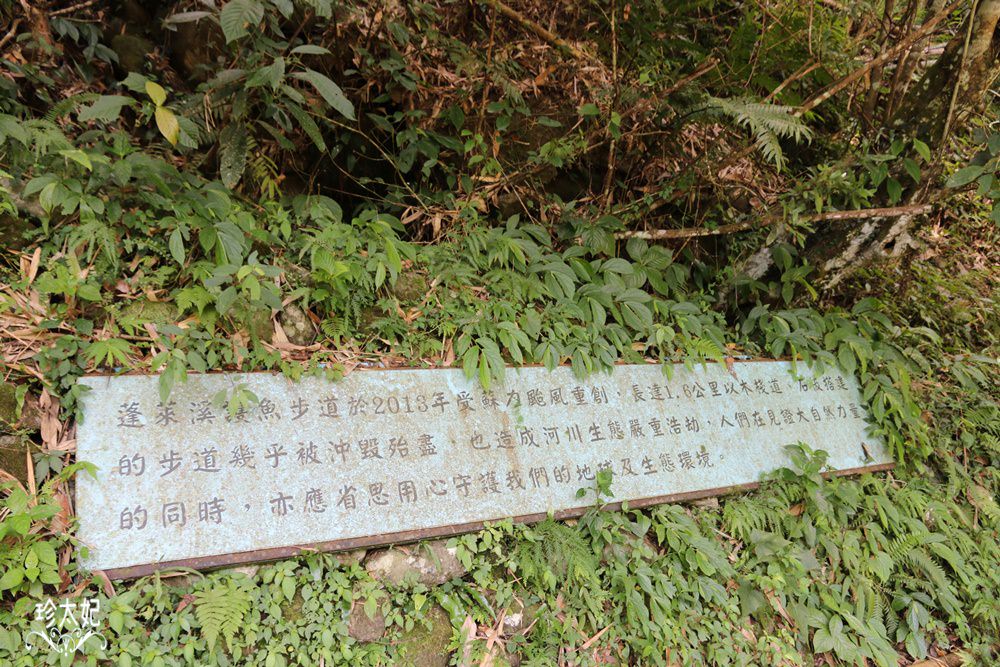 蓬萊溪護魚步道於2013年受蘇力颱風重創，長達1.6公里以木棧道，石板搭建
的步道幾乎被沖毀殆盡，也造成河川生態嚴重浩劫，人們在見證大自然力量
的同時，亦應省思用心守護我們的地球及生態環境。
珍太妃